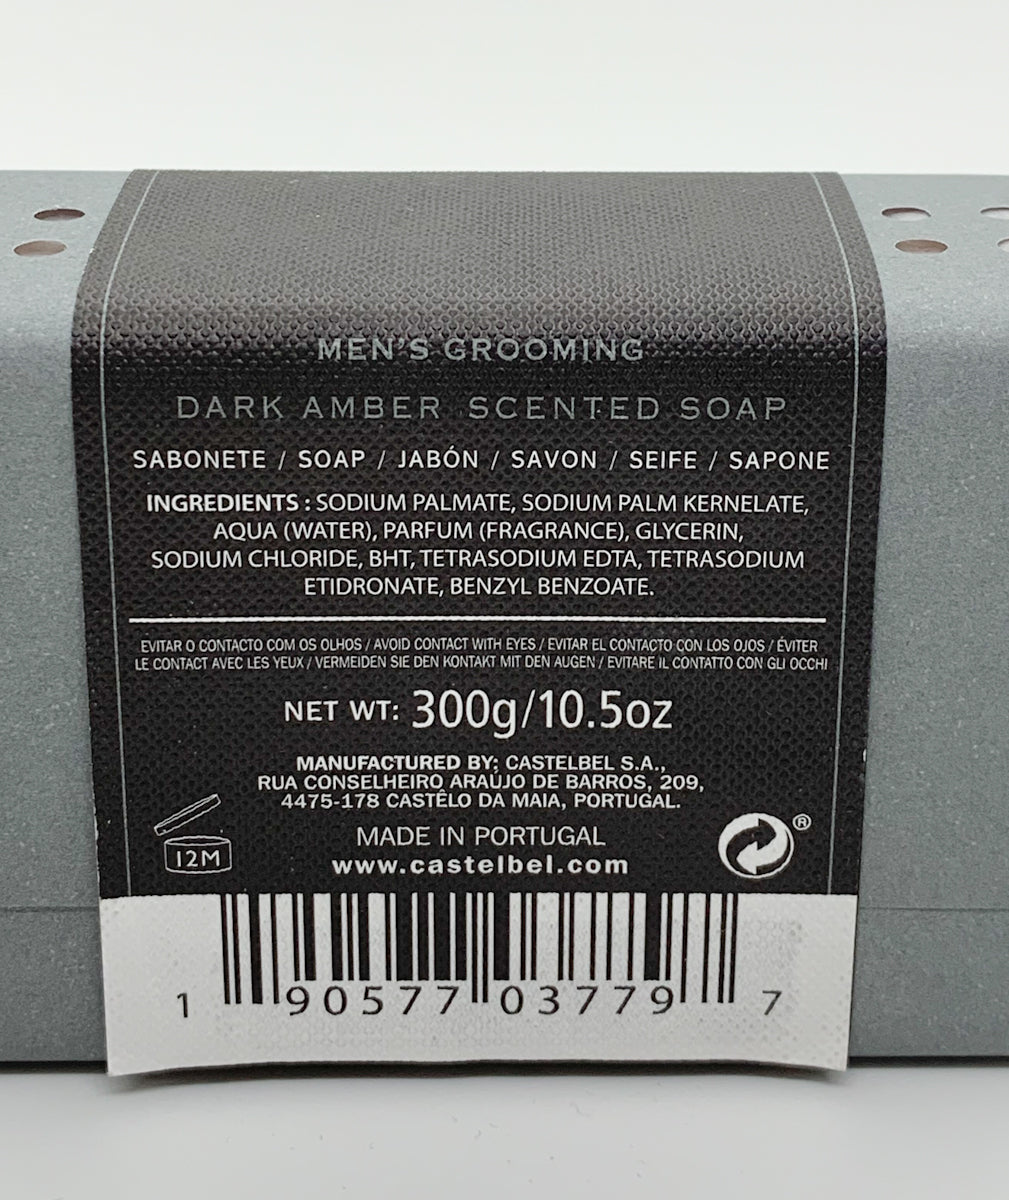 MEN'S GROOMING
DARK AMBER SCENTED SOAP
SABONETE / SOAP / JABÓN / SAVON / SEIFE / SAPONE
INGREDIENTS : SODIUM PALMATE, SODIUM PALM KERNELATE,
AQUA (WATER), PARFUM (FRAGRANCE), GLYCERIN,
SODIUM CHLORIDE, BHT, TETRASODIUM EDTA, TETRASODIUM
ETIDRONATE, BENZYL BENZOATE.
EVITAR O CONTACTO COM OS OLHOS / AVOID CONTACT WITH EYES / EVITAR EL CONTACTO CON LOS OJOS / ÉVITER
LE CONTACT AVEC LES YEUX / VERMEIDEN SIE DEN KONTAKT MIT DEN AUGEN / EVITARE IL CONTATTO CON GLI OCCHI
NET WT: 300g/10.5oz
MANUFACTURED BY: CASTELBEL S.A.,
RUA CONSELHEIRO ARAÚJO DE BARROS, 209,
4475-178 CASTÊLO DA MAIA, PORTUGAL.
MADE IN PORTUGAL
www.castelbel.com
12M
®
1 90577 03779 7